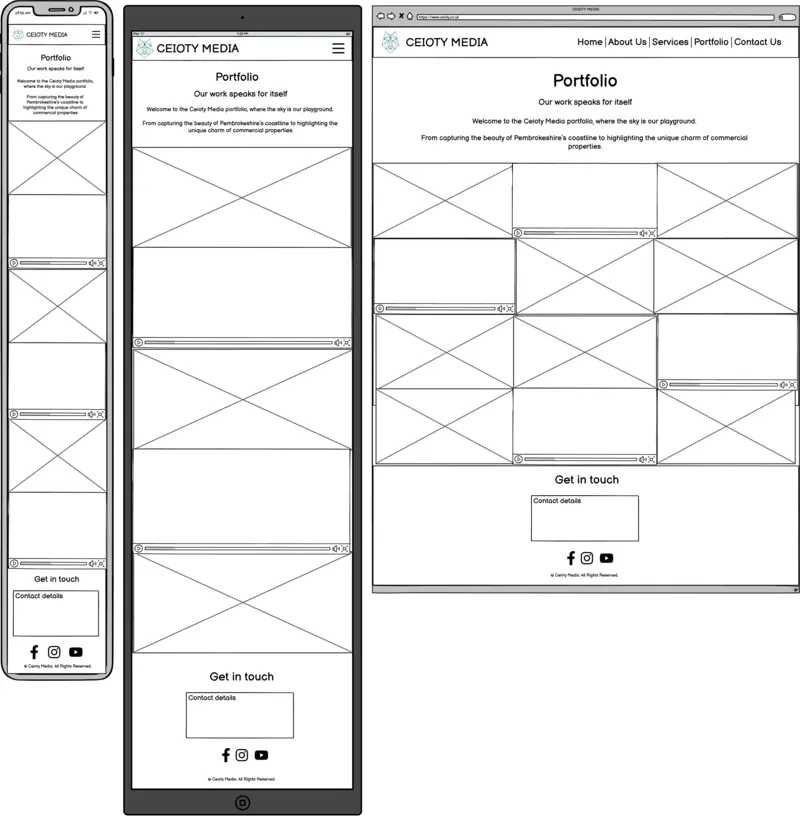 CEIOTY MEDIA
Portfolio
Our work speaks for itself
Welcome to the Ceioty Media portfolio,
where the sky is our playground.
From capturing the beauty of
Pembrokeshire's coastline to
highlighting the unique charm of
commercial properties.
Get in touch
Contact details
© Ceioty Media. All Rights Reserved.
CEIOTY MEDIA
Portfolio
Our work speaks for itself
Welcome to the Ceioty Media portfolio, where the sky is our playground.
From capturing the beauty of Pembrokeshire's coastline to highlighting the
unique charm of commercial properties.
Get in touch
Contact details
© Ceioty Media. All Rights Reserved.
CEIOTY MEDIA
https://www.ceioty.co.uk
CEIOTY MEDIA
Home | About Us | Services | Portfolio | Contact Us
Portfolio
Our work speaks for itself
Welcome to the Ceioty Media portfolio, where the sky is our playground.
From capturing the beauty of Pembrokeshire's coastline to highlighting the unique charm of commercial
properties.
Get in touch
Contact details
© Ceioty Media. All Rights Reserved.